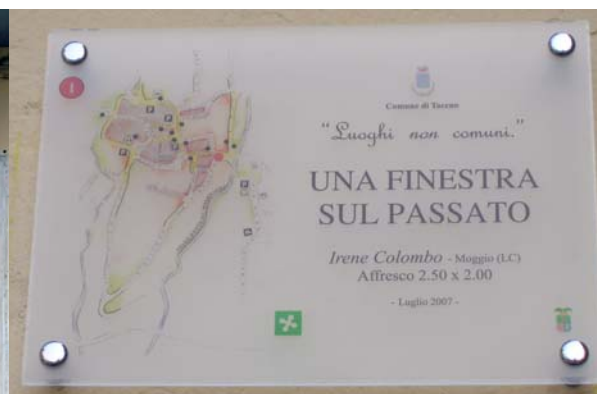 Comune di Taceno
"Luoghi non comuni."
UNA FINESTRA
SUL PASSATO
Irene Colombo - Moggio (LC)
Affresco 2.50 x 2.00
- Luglio 2007 -